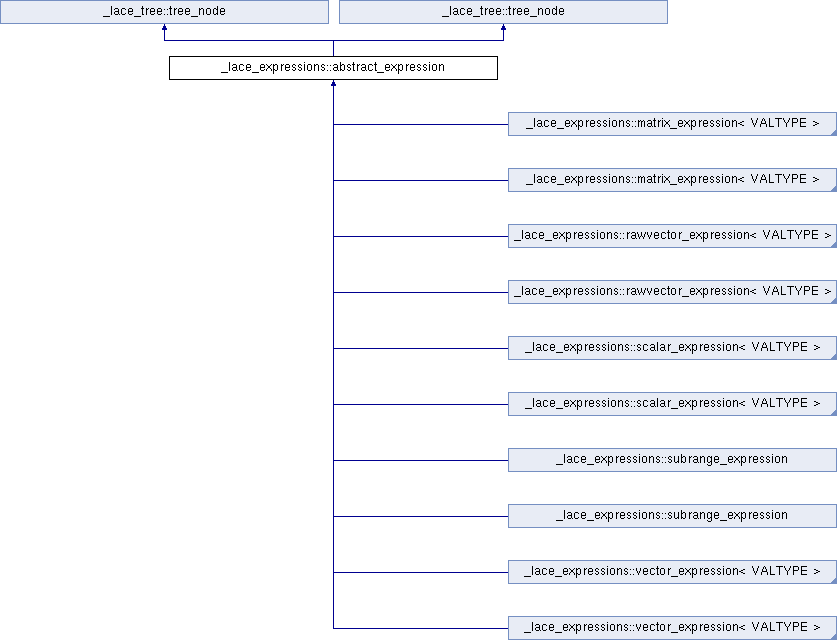 _lace_tree::tree_node
_lace_tree::tree_node
_lace_expressions::abstract_expression
_lace_expressions::matrix_expression< VALTYPE >
_lace_expressions::matrix_expression< VALTYPE >
_lace_expressions::rawvector_expression< VALTYPE >
_lace_expressions::rawvector_expression< VALTYPE >
_lace_expressions::scalar_expression< VALTYPE >
_lace_expressions::scalar_expression< VALTYPE >
_lace_expressions::subrange_expression
_lace_expressions::subrange_expression
_lace_expressions::vector_expression< VALTYPE >
_lace_expressions::vector_expression< VALTYPE >